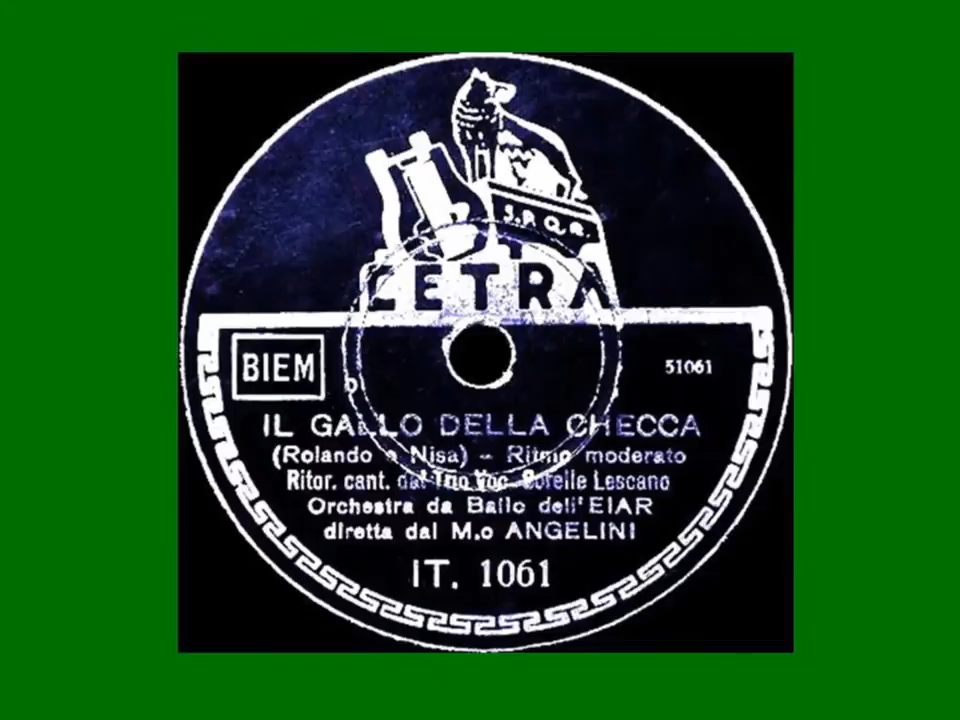 S.P.Q.R.
CETRA
BIEM
51061
IL GALLO DELLA CHECCA
(Rolando e Nisa) - Ritmo moderato
Ritor. cant. dal Trio Voc. Sorelle Lescano
Orchestra da Ballo dell'EIAR
diretta dal M.o ANGELINI
IT. 1061